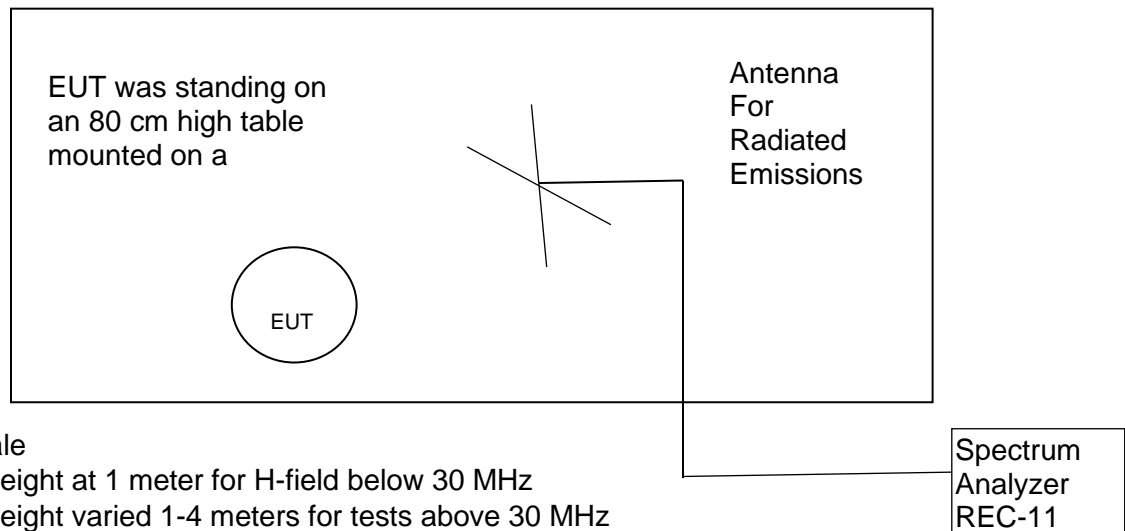 EUT was standing on
an 80 cm high table
mounted on a
Antenna
For
Radiated
Emissions
EUT
ale
eight at 1 meter for H-field below 30 MHz
eight varied 1-4 meters for tests above 30 MHz
Spectrum
Analyzer
REC-11